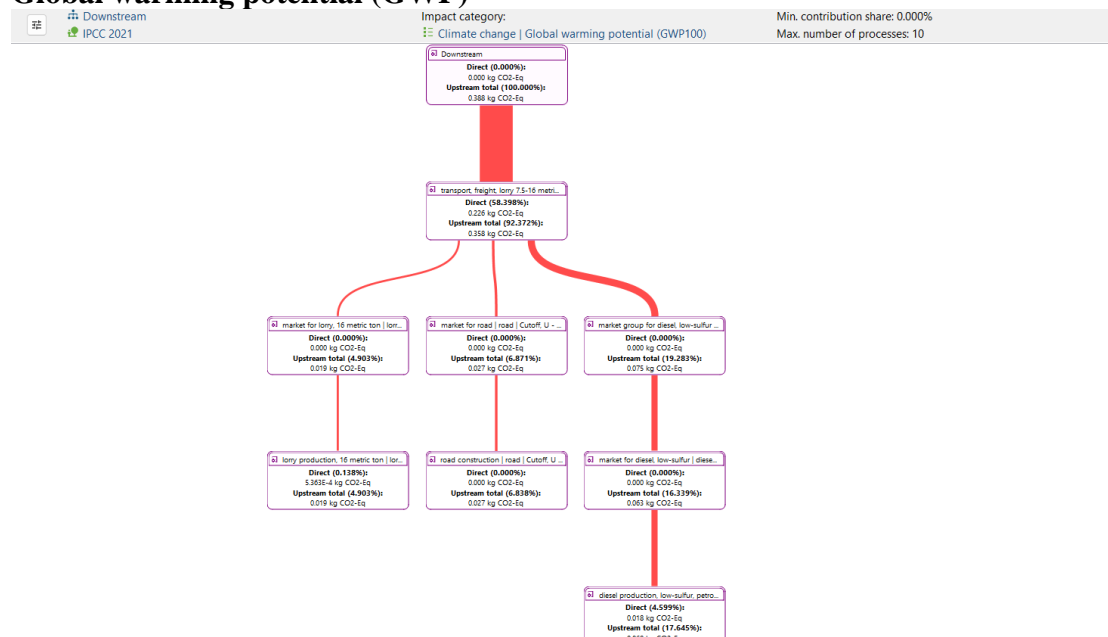 Global warming potential (GWP)
Downstream
IPCC 2021
Impact category:
Climate change | Global warming potential (GWP100)
Min. contribution share: 0.000%
Max. number of processes: 10
Downstream
Direct (0.000%):
0.000 kg CO2-Eq
Upstream total (100.000%):
0.388 kg CO2-Eq
transport, freight, lorry 7.5-16 metri...
Direct (58.398%):
0.226 kg CO2-Eq
Upstream total (92.372%):
0.358 kg CO2-Eq
market for lorry, 16 metric ton | lorr...
Direct (0.000%):
0.000 kg CO2-Eq
Upstream total (4.903%):
0.019 kg CO2-Eq
market for road | road | Cutoff, U - ...
Direct (0.000%):
0.000 kg CO2-Eq
Upstream total (6.871%):
0.027 kg CO2-Eq
market group for diesel, low-sulfur ...
Direct (0.000%):
0.000 kg CO2-Eq
Upstream total (19.283%):
0.075 kg CO2-Eq
lorry production, 16 metric ton | lor...
Direct (0.138%):
5.363E-4 kg CO2-Eq
Upstream total (4.903%):
0.019 kg CO2-Eq
road construction | road | Cutoff, U ...
Direct (0.000%):
0.000 kg CO2-Eq
Upstream total (6.838%):
0.027 kg CO2-Eq
market for diesel, low-sulfur | diese...
Direct (0.000%):
0.000 kg CO2-Eq
Upstream total (16.339%):
0.063 kg CO2-Eq
diesel production, low-sulfur, petro...
Direct (4.599%):
0.018 kg CO2-Eq
Upstream total (17.645%):